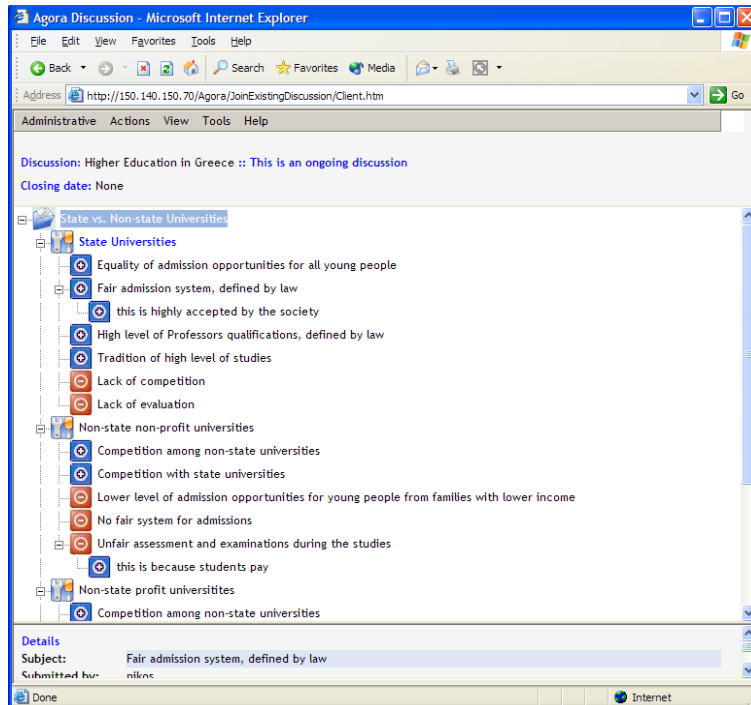 Agora Discussion - Microsoft Internet Explorer
File Edit View Favorites Tools Help
Back Search Favorites Media
Address http://150.140.150.70/Agora/JoinExistingDiscussion/Client.htm Go
Administrative Actions View Tools Help
Discussion: Higher Education in Greece :: This is an ongoing discussion
Closing date: None
State vs. Non-state Universities
State Universities
Equality of admission opportunities for all young people
Fair admission system, defined by law
this is highly accepted by the society
High level of Professors qualifications, defined by law
Tradition of high level of studies
Lack of competition
Lack of evaluation
Non-state non-profit universities
Competition among non-state universities
Competition with state universities
Lower level of admission opportunities for young people from families with lower income
No fair system for admissions
Unfair assessment and examinations during the studies
this is because students pay
Non-state profit universitites
Competition among non-state universities
Details
Subject: Fair admission system, defined by law
Submitted by: nikos
Done Internet